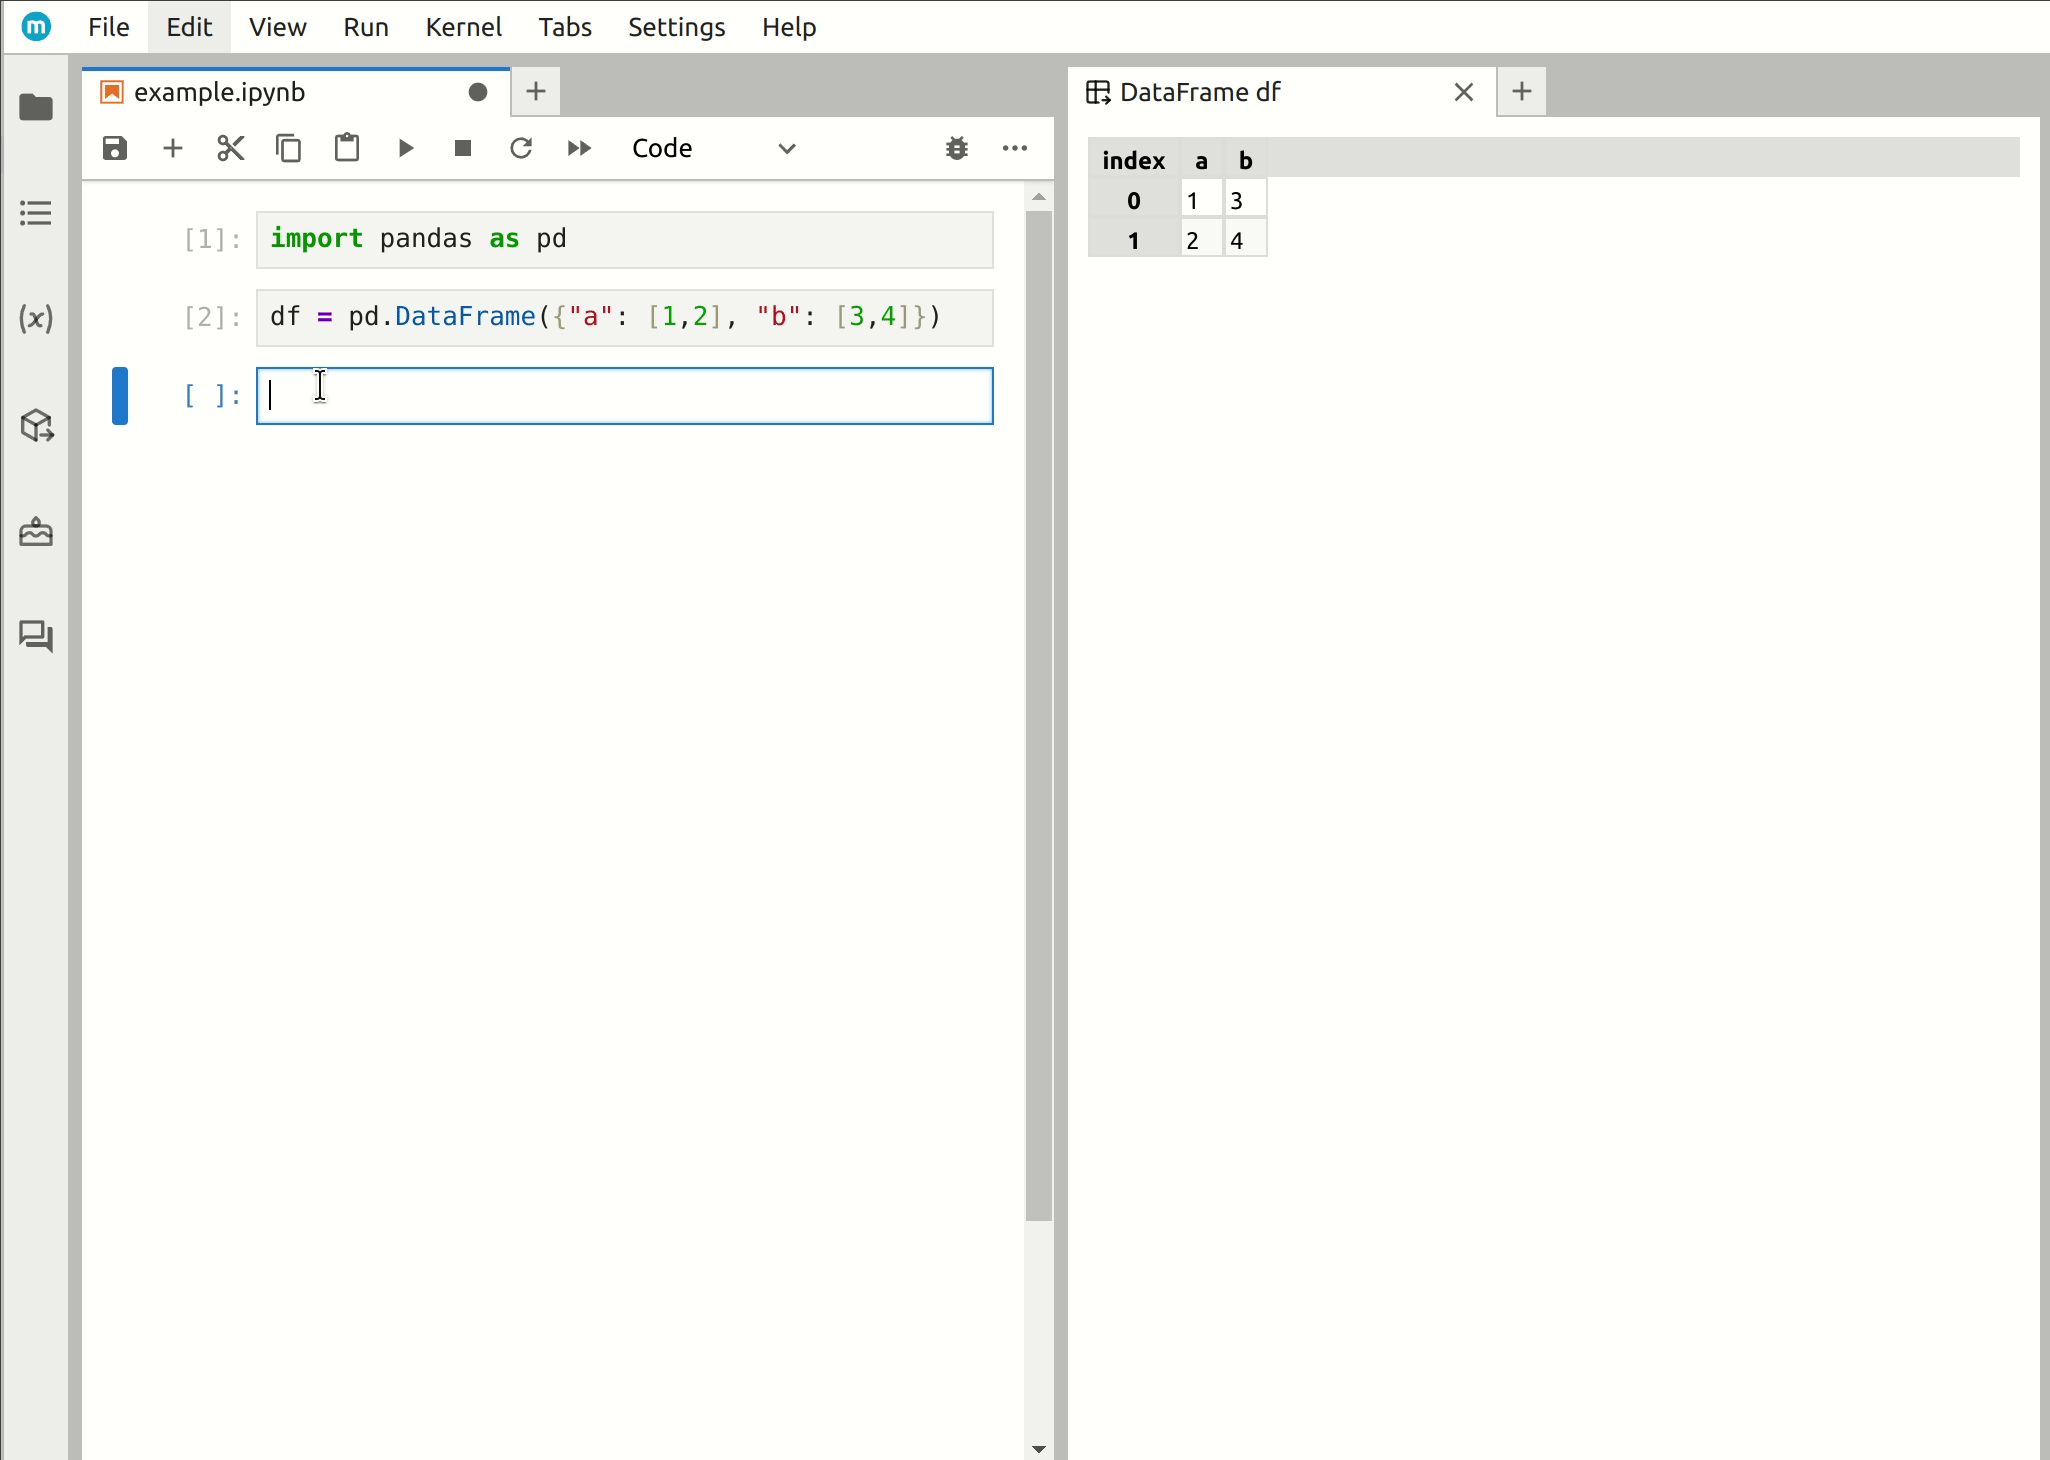 m File Edit View Run Kernel Tabs Settings Help
example.ipynb
Code
[1]: import pandas as pd
[2]: df = pd.DataFrame({"a": [1,2], "b": [3,4]})
[ ]:
(x)
DataFrame df
index a b
0 1 3
1 2 4